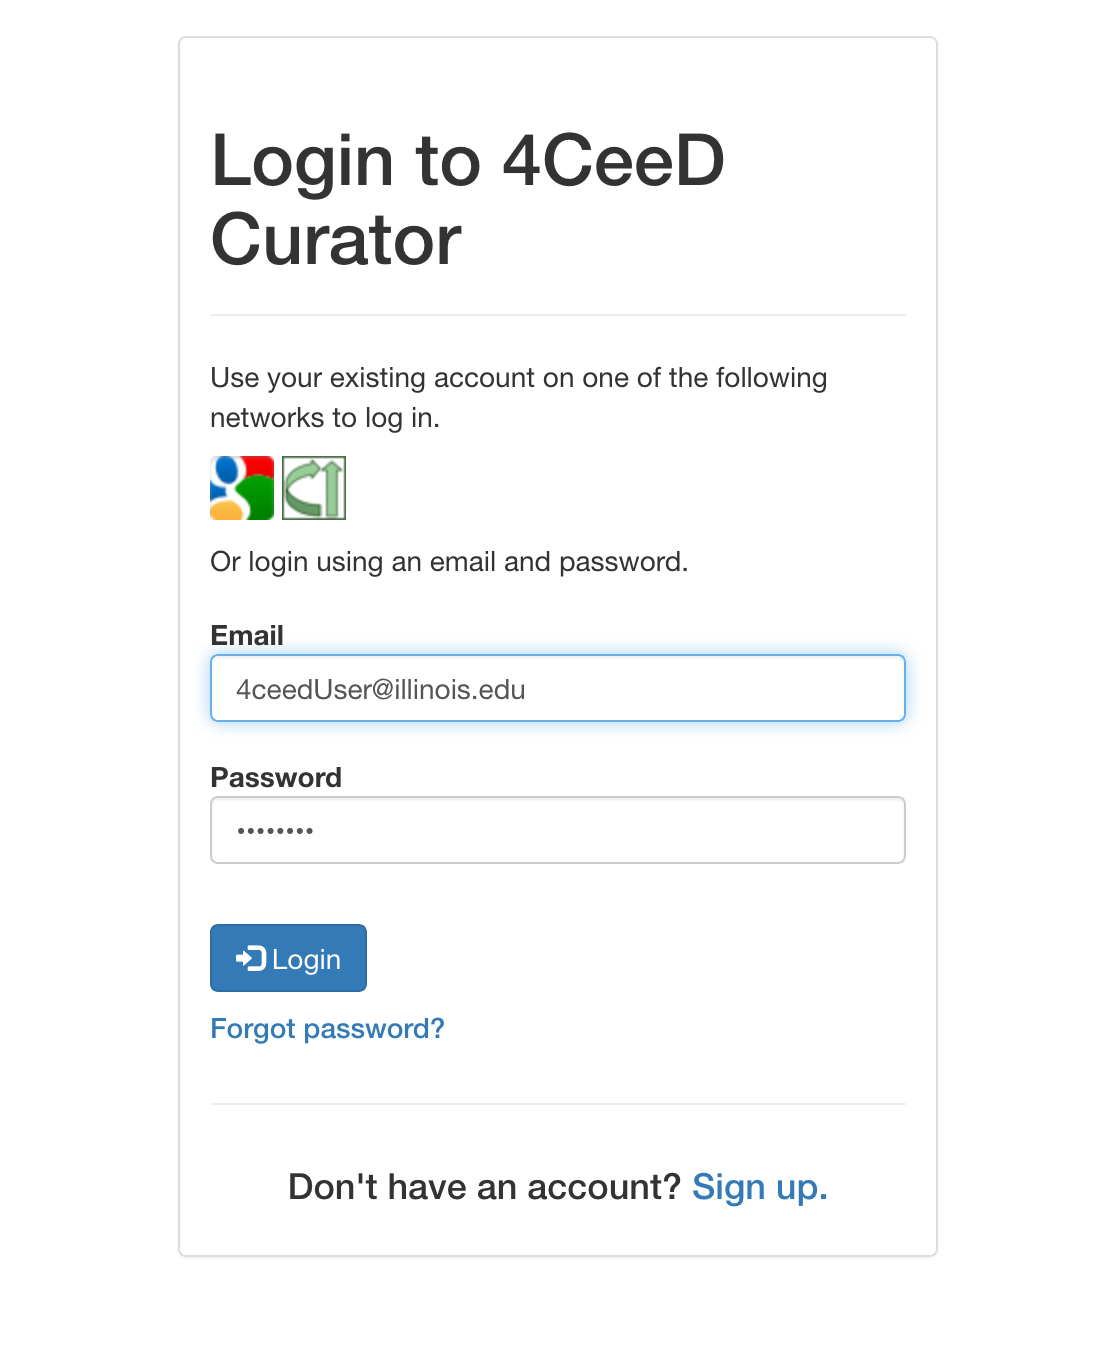 Login to 4CeeD
Curator
Use your existing account on one of the following
networks to log in.
Or login using an email and password.
Email
4ceedUser@illinois.edu
Password
••••••••
Login
Forgot password?
Don't have an account? Sign up.